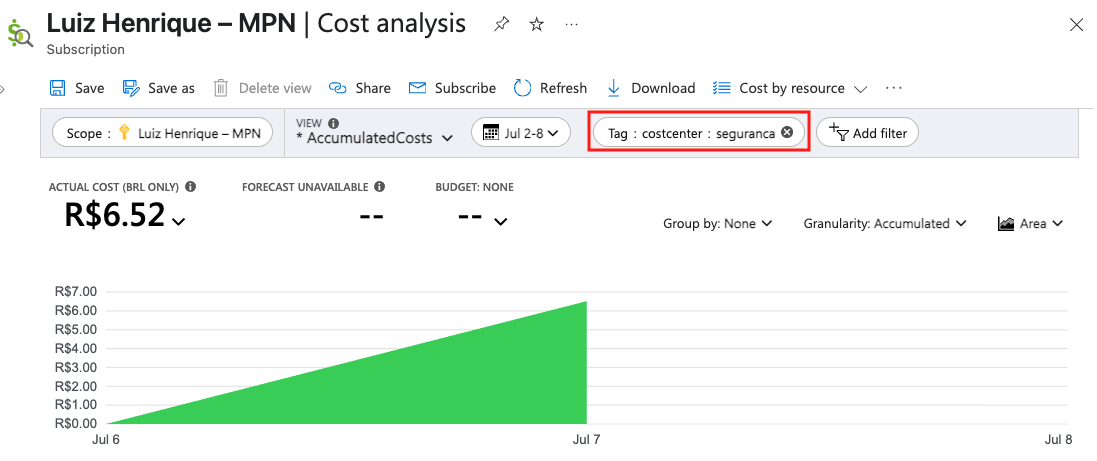 Luiz Henrique – MPN | Cost analysis
Subscription
Save Save as Delete view Share Subscribe Refresh Download Cost by resource
Scope : Luiz Henrique – MPN
VIEW
* AccumulatedCosts
Jul 2-8
Tag : costcenter : seguranca
Add filter
ACTUAL COST (BRL ONLY) FORECAST UNAVAILABLE BUDGET: NONE
R$6.52 -- --
Group by: None Granularity: Accumulated Area
R$7.00
R$6.00
R$5.00
R$4.00
R$3.00
R$2.00
R$1.00
R$0.00
Jul 6 Jul 7 Jul 8